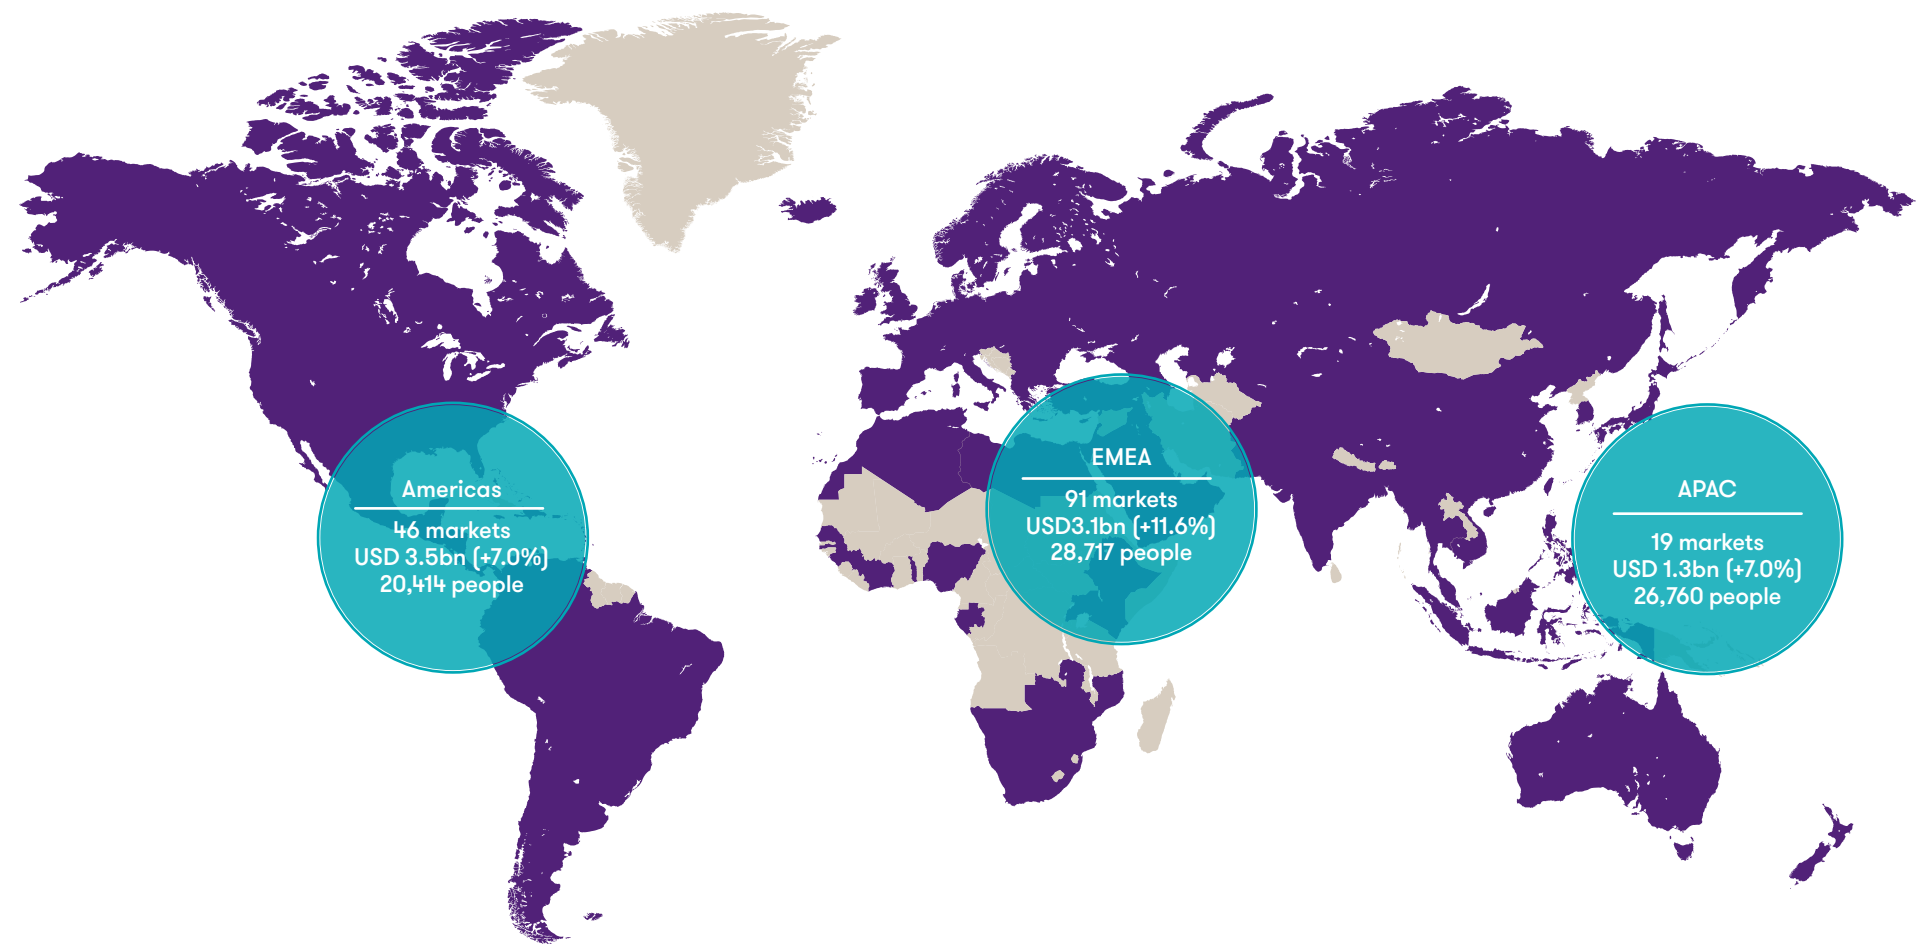 Americas
46 markets
USD 3.5bn (+7.0%)
20,414 people
EMEA
91 markets
USD3.1bn (+11.6%)
28,717 people
APAC
19 markets
USD 1.3bn (+7.0%)
26,760 people